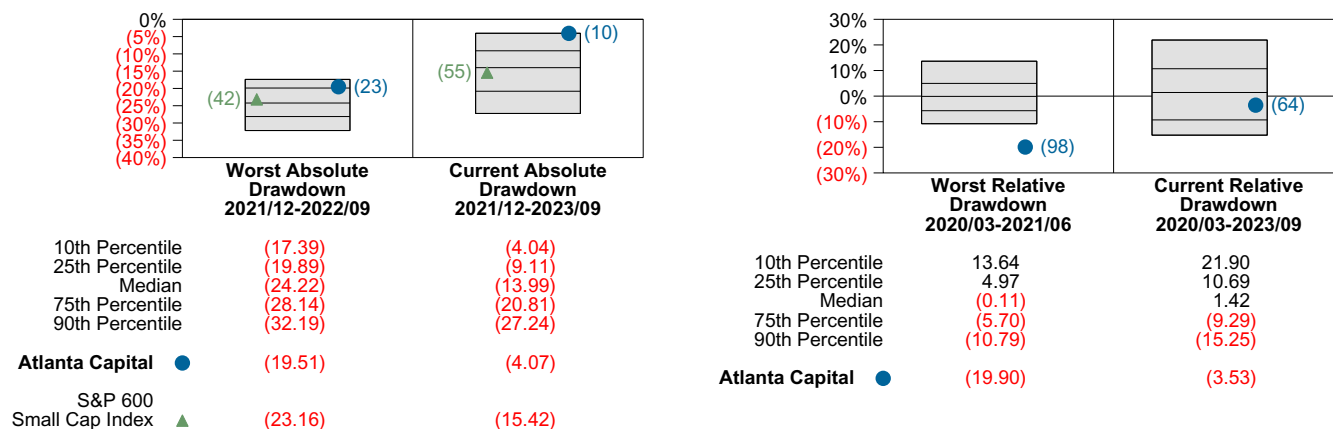 0%
(5%)
(10%)
(15%)
(20%)
(25%)
(30%)
(35%)
(40%)
(42)
(23)
(55)
(10)
Worst Absolute
Drawdown
2021/12-2022/09
Current Absolute
Drawdown
2021/12-2023/09
10th Percentile (17.39) (4.04)
25th Percentile (19.89) (9.11)
Median (24.22) (13.99)
75th Percentile (28.14) (20.81)
90th Percentile (32.19) (27.24)
Atlanta Capital (19.51) (4.07)
S&P 600
Small Cap Index (23.16) (15.42)
30%
20%
10%
0%
(10%)
(20%)
(30%)
(98)
(64)
Worst Relative
Drawdown
2020/03-2021/06
Current Relative
Drawdown
2020/03-2023/09
10th Percentile 13.64 21.90
25th Percentile 4.97 10.69
Median (0.11) 1.42
75th Percentile (5.70) (9.29)
90th Percentile (10.79) (15.25)
Atlanta Capital (19.90) (3.53)